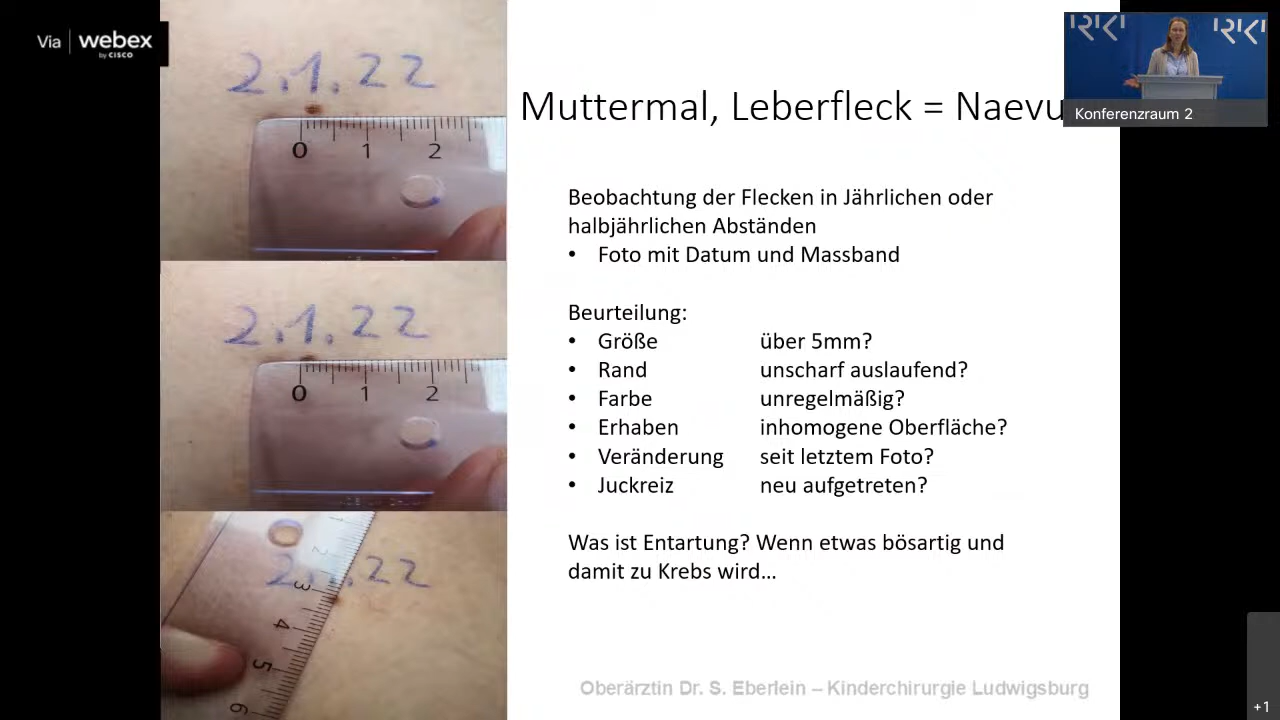 Via webex
by CISCO
2.1.22
0 1 2
2.1.22
0 1 2
2.1.22
1 2 3 4 5 6
Muttermal, Leberfleck = Naevu
RKI RKI
Konferenzraum 2
Beobachtung der Flecken in Jährlichen oder
halbjährlichen Abständen
• Foto mit Datum und Massband
Beurteilung:
• Größe über 5mm?
• Rand unscharf auslaufend?
• Farbe unregelmäßig?
• Erhaben inhomogene Oberfläche?
• Veränderung seit letztem Foto?
• Juckreiz neu aufgetreten?
Was ist Entartung? Wenn etwas bösartig und
damit zu Krebs wird...
Oberärztin Dr. S. Eberlein – Kinderchirurgie Ludwigsburg
+1